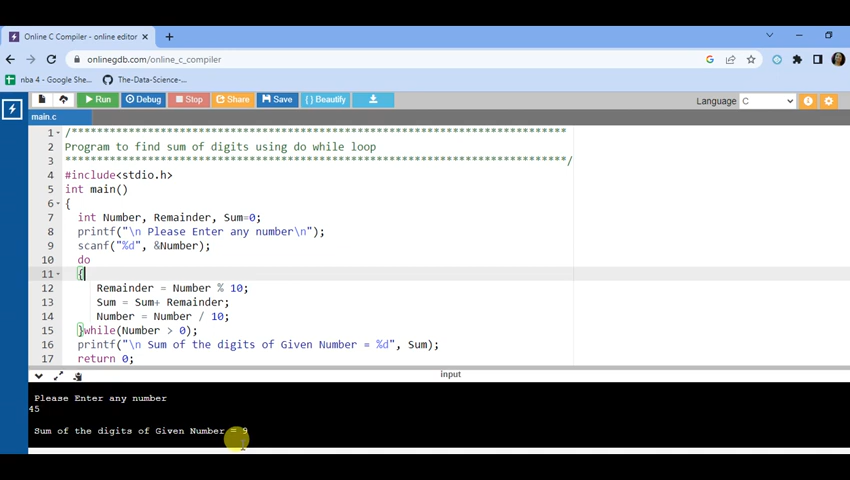 Online C Compiler - online editor
onlinegdb.com/online_c_compiler
nba 4 - Google She...
The-Data-Science-...
Run
Debug
Stop
Share
Save
{ } Beautify
Language
C
main.c
1 /*******************************************************************************
2 Program to find sum of digits using do while loop
3 *******************************************************************************/
4 #include<stdio.h>
5 int main()
6 {
7 int Number, Remainder, Sum=0;
8 printf("\n Please Enter any number\n");
9 scanf("%d", &Number);
10 do
11 {
12 Remainder = Number % 10;
13 Sum = Sum+ Remainder;
14 Number = Number / 10;
15 }while(Number > 0);
16 printf("\n Sum of the digits of Given Number = %d", Sum);
17 return 0;
input
Please Enter any number
45
Sum of the digits of Given Number = 9